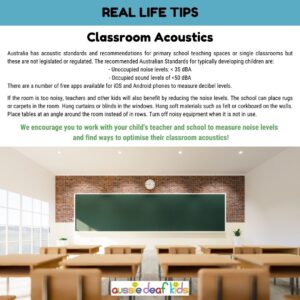 REAL LIFE TIPS
Classroom Acoustics
Australia has acoustic standards and recommendations for primary school teaching spaces or single classrooms but
these are not legislated or regulated. The recommended Australian Standards for typically developing children are:
- Unoccupied noise levels: < 35 dBA
- Occupied sound levels of <50 dBA
There are a number of free apps available for iOS and Android phones to measure decibel levels.
If the room is too noisy, teachers and other kids will also benefit by reducing the noise levels. The school can place rugs
or carpets in the room. Hang curtains or blinds in the windows. Hang soft materials such as felt or corkboard on the walls.
Place tables at an angle around the room instead of in rows. Turn off noisy equipment when it is not in use.
We encourage you to work with your child's teacher and school to measure noise levels
and find ways to optimise their classroom acoustics!
aussie deaf kids